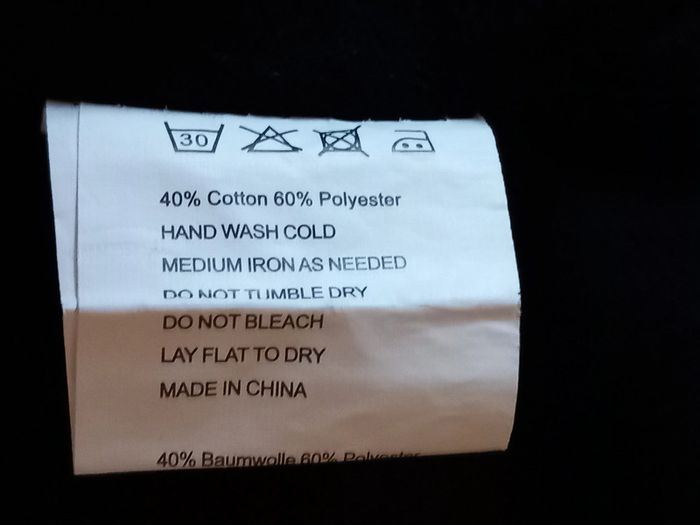 30
40% Cotton 60% Polyester
HAND WASH COLD
MEDIUM IRON AS NEEDED
DO NOT TUMBLE DRY
DO NOT BLEACH
LAY FLAT TO DRY
MADE IN CHINA
40% Baumwolle 60% Polyester